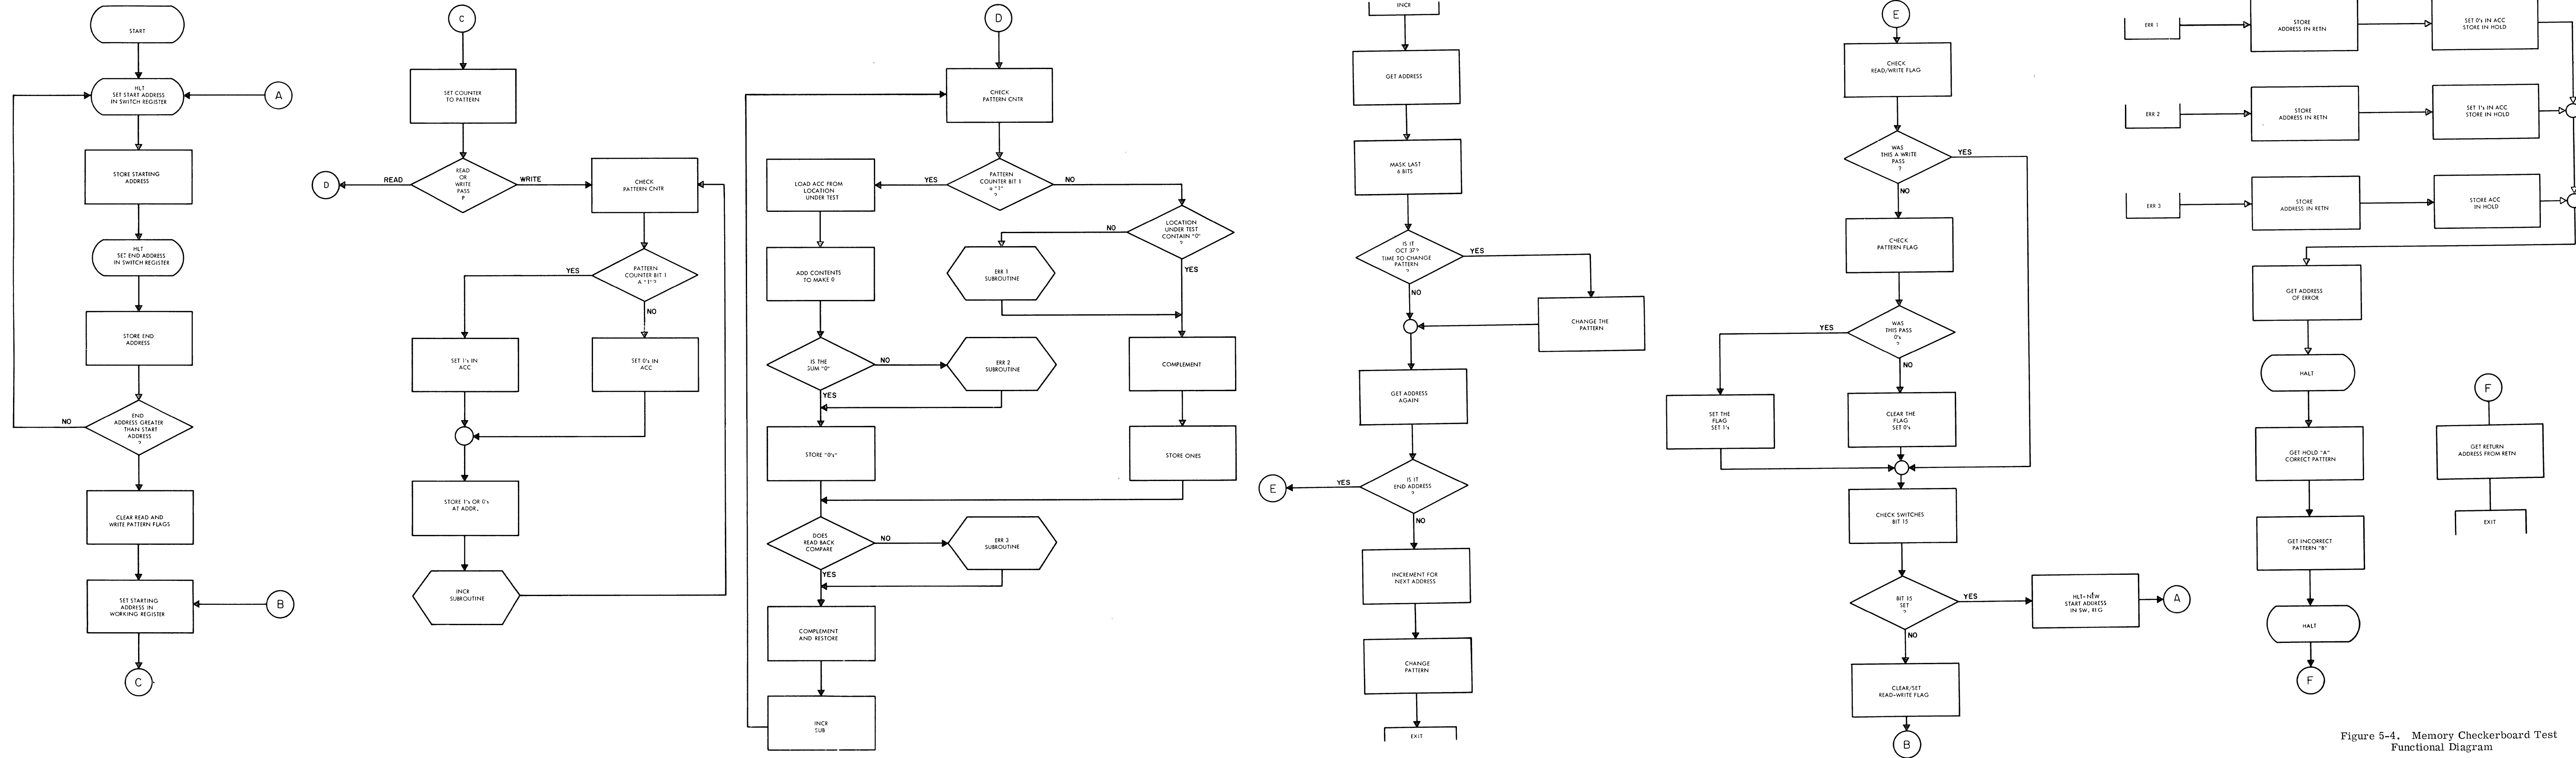 START
HLT
SET START ADDRESS
IN SWITCH REGISTER
A
STORE STARTING
ADDRESS
HLT
SET END ADDRESS
IN SWITCH REGISTER
STORE END
ADDRESS
END
ADDRESS GREATER
THAN START
ADDRESS
?
NO
CLEAR READ AND
WRITE PATTERN FLAGS
SET STARTING
ADDRESS IN
WORKING REGISTER
B
C
C
SET COUNTER
TO PATTERN
READ
OR
WRITE
PASS
P
READ
D
WRITE
CHECK
PATTERN CNTR
PATTERN
COUNTER BIT 1
A "1"?
YES
NO
SET 1's IN
ACC
SET 0's IN
ACC
STORE 1's OR 0's
AT ADDR.
INCR
SUBROUTINE
D
CHECK
PATTERN CNTR
PATTERN
COUNTER BIT 1
a "1"
?
YES
NO
LOAD ACC FROM
LOCATION
UNDER TEST
LOCATION
UNDER TEST
CONTAIN "0"
?
NO
YES
ADD CONTENTS
TO MAKE 0
ERR 1
SUBROUTINE
IS THE
SUM "0"
NO
YES
ERR 2
SUBROUTINE
COMPLEMENT
STORE "0's"
STORE ONES
DOES
READ BACK
COMPARE
NO
YES
ERR 3
SUBROUTINE
COMPLEMENT
AND RESTORE
INCR
SUB
INCR
GET ADDRESS
MASK LAST
6 BITS
IS IT
OCT 37?
TIME TO CHANGE
PATTERN
?
YES
NO
CHANGE THE
PATTERN
GET ADDRESS
AGAIN
IS IT
END ADDRESS
?
YES
E
NO
INCREMENT FOR
NEXT ADDRESS
CHANGE
PATTERN
EXIT
E
CHECK
READ/WRITE FLAG
WAS
THIS A WRITE
PASS
?
YES
NO
CHECK
PATTERN FLAG
WAS
THIS PASS
0's
?
YES
NO
SET THE
FLAG
SET 1's
CLEAR THE
FLAG
SET 0's
CHECK SWITCHES
BIT 15
BIT 15
SET
?
YES
NO
HLT-NEW
START ADDRESS
IN SW. REG
A
CLEAR/SET
READ-WRITE FLAG
B
ERR 1
STORE
ADDRESS IN RETN
SET 0's IN ACC
STORE IN HOLD
ERR 2
STORE
ADDRESS IN RETN
SET 1's IN ACC
STORE IN HOLD
ERR 3
STORE
ADDRESS IN RETN
STORE ACC
IN HOLD
GET ADDRESS
OF ERROR
HALT
GET HOLD "A"
CORRECT PATTERN
GET INCORRECT
PATTERN "B"
HALT
F
F
GET RETURN
ADDRESS FROM RETN
EXIT
Figure 5-4. Memory Checkerboard Test
Functional Diagram